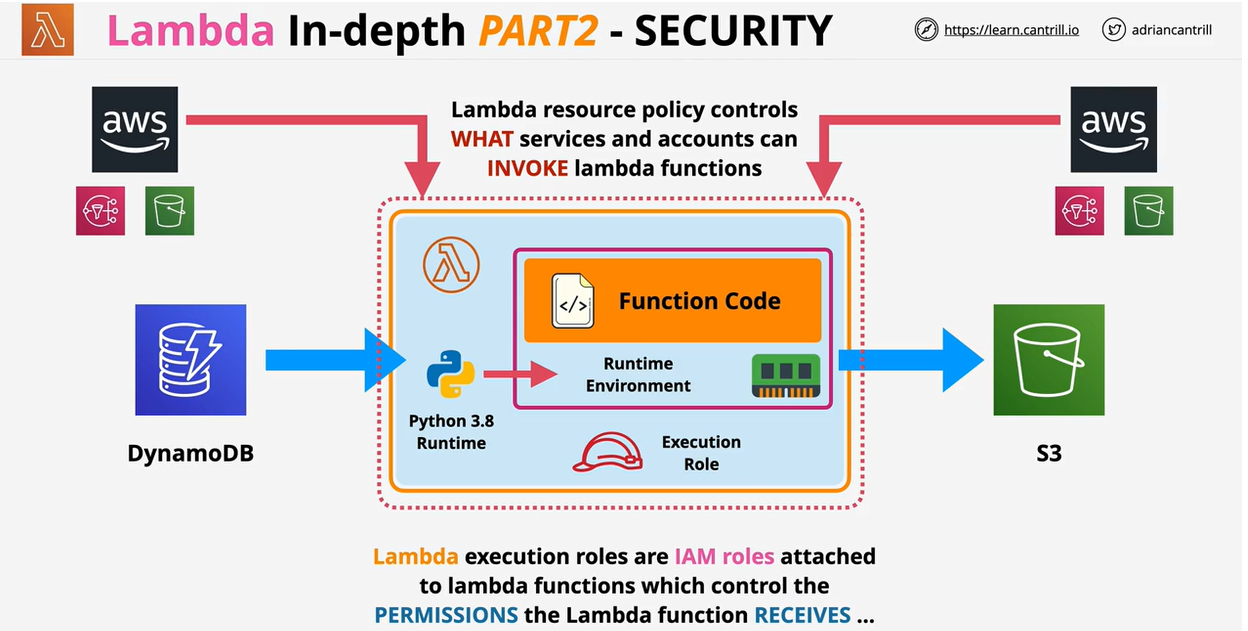 Lambda In-depth PART2 - SECURITY
https://learn.cantrill.io
adriancantrill
aws
aws
Lambda resource policy controls
WHAT services and accounts can
INVOKE lambda functions
</>
Function Code
Runtime
Environment
Python 3.8
Runtime
Execution
Role
DynamoDB
S3
Lambda execution roles are IAM roles attached
to lambda functions which control the
PERMISSIONS the Lambda function RECEIVES ...